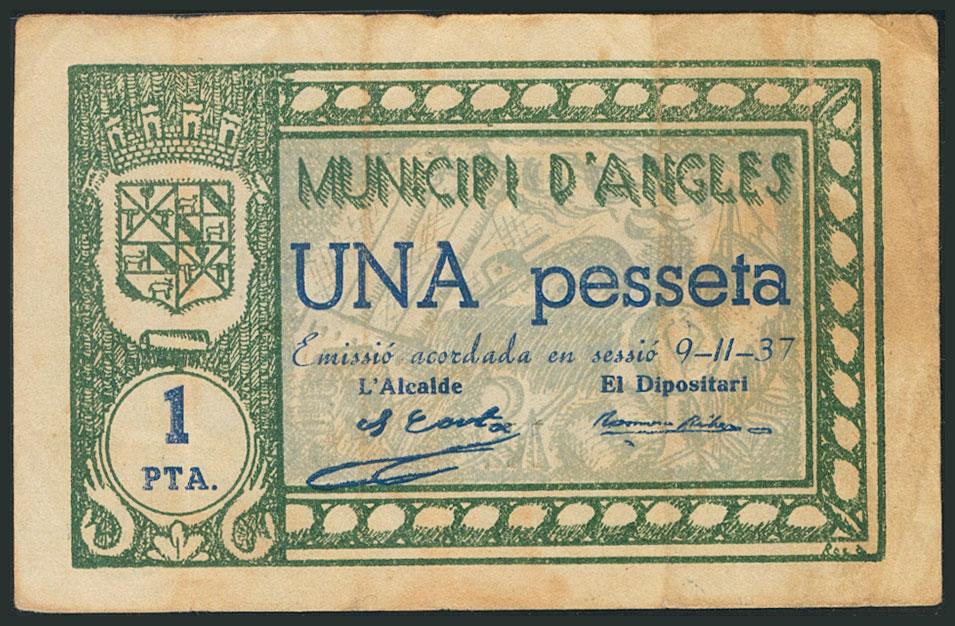 MUNICIPI D'ANGLES
UNA pesseta
Emissió acordada en sessió 9-11-37
L'Alcalde El Dipositari
1
PTA.